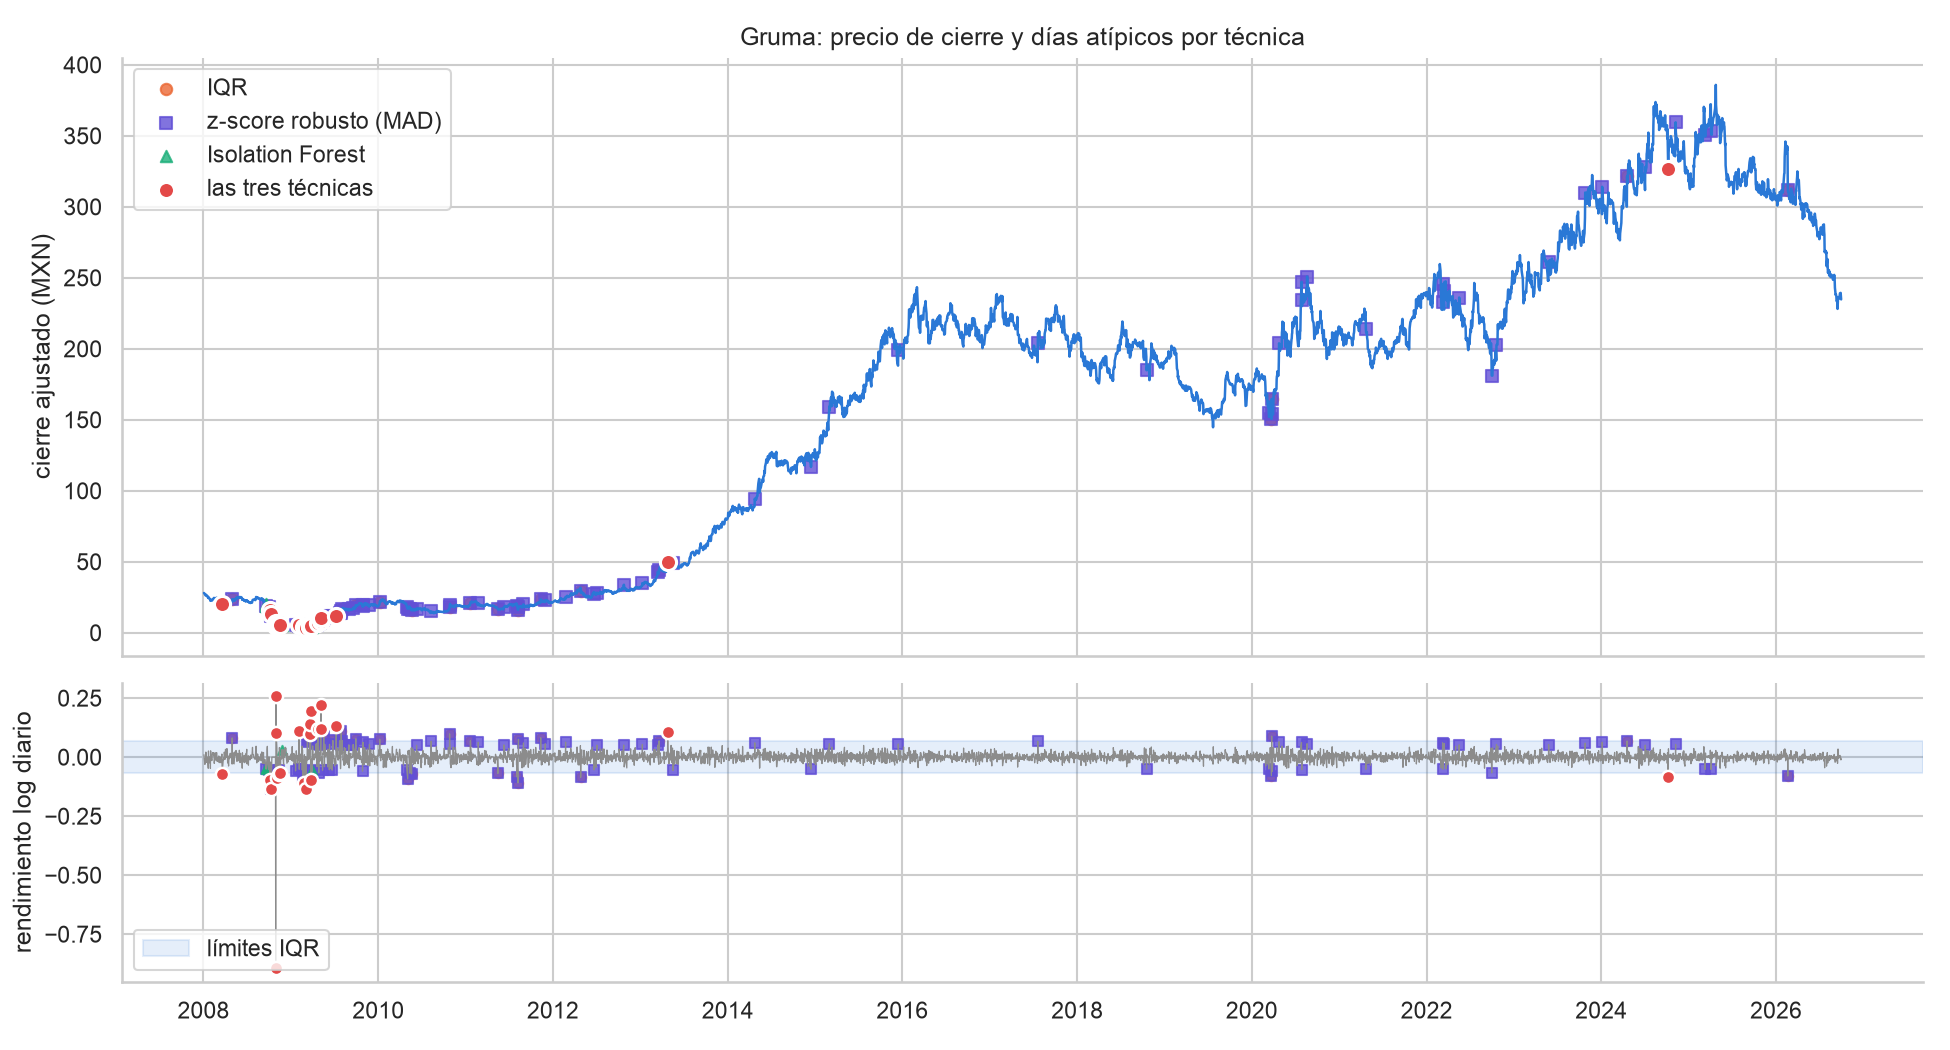 Gruma: precio de cierre y días atípicos por técnica
cierre ajustado (MXN)
400
350
300
250
200
150
100
50
0
IQR
z-score robusto (MAD)
Isolation Forest
las tres técnicas
rendimiento log diario
0.25
0.00
−0.25
−0.50
−0.75
límites IQR
2008 2010 2012 2014 2016 2018 2020 2022 2024 2026